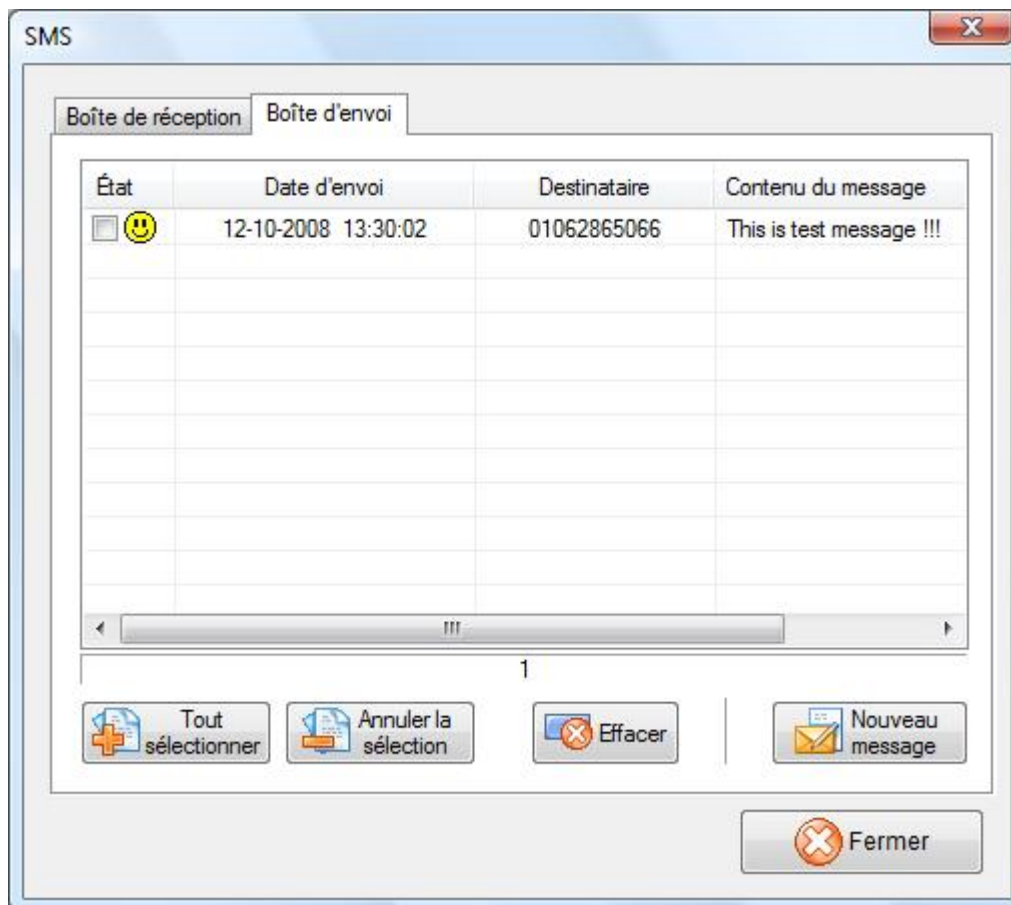 SMS
Boîte de réception
Boîte d'envoi
État
Date d'envoi
Destinataire
Contenu du message
12-10-2008 13:30:02
01062865066
This is test message !!!
1
Tout
sélectionner
Annuler la
sélection
Effacer
Nouveau
message
Fermer